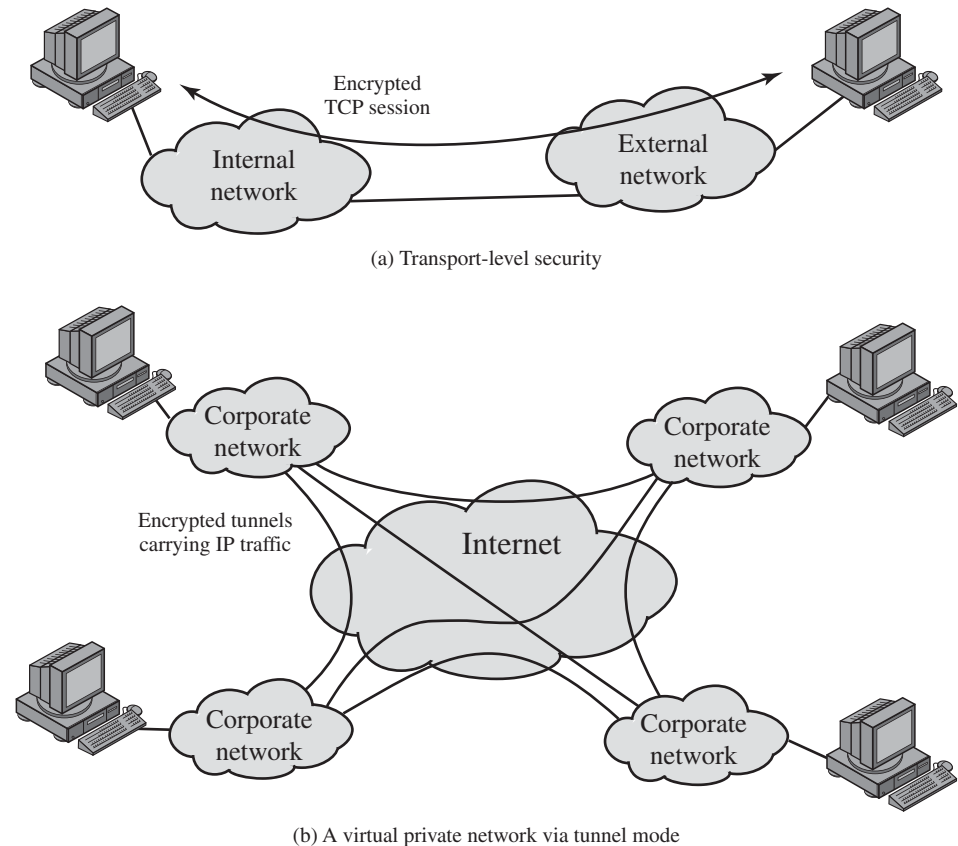 Encrypted
TCP session
Internal
network
External
network
(a) Transport-level security
Corporate
network
Corporate
network
Encrypted tunnels
carrying IP traffic
Internet
Corporate
network
Corporate
network
(b) A virtual private network via tunnel mode